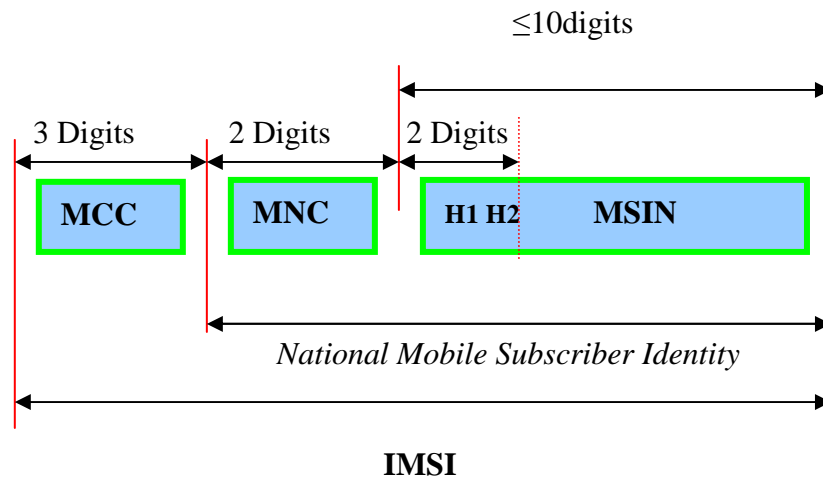 ≤10digits
3 Digits 2 Digits 2 Digits
MCC MNC H1 H2 MSIN
National Mobile Subscriber Identity
IMSI